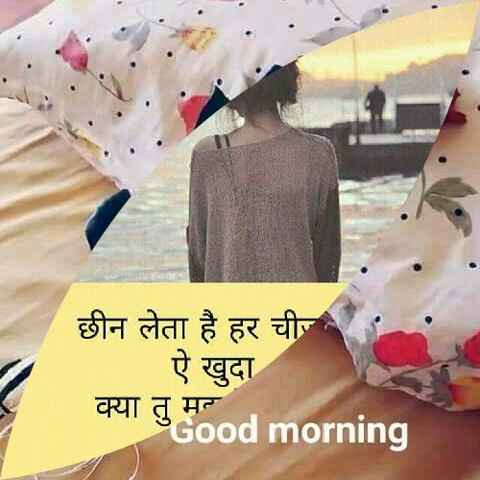 छीन लेता है हर
ऐ खुदा
क्या तु
Good morning